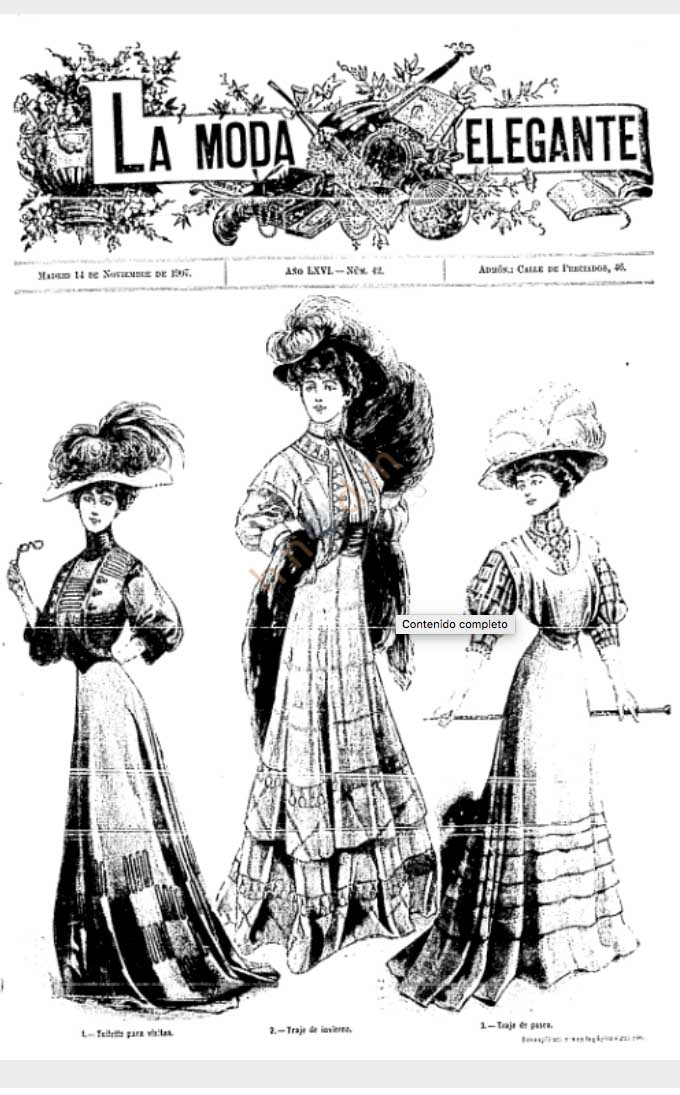 LA MODA ELEGANTE
MADRID 14 DE NOVIEMBRE DE 1907.
AÑO LXVI.—NÚM. 42.
ADMÓN.: CALLE DE PRECIADOS, 46.
Contenido completo
1.—Toilette para visitas.
2.—Traje de invierno.
3.—Traje de paseo.